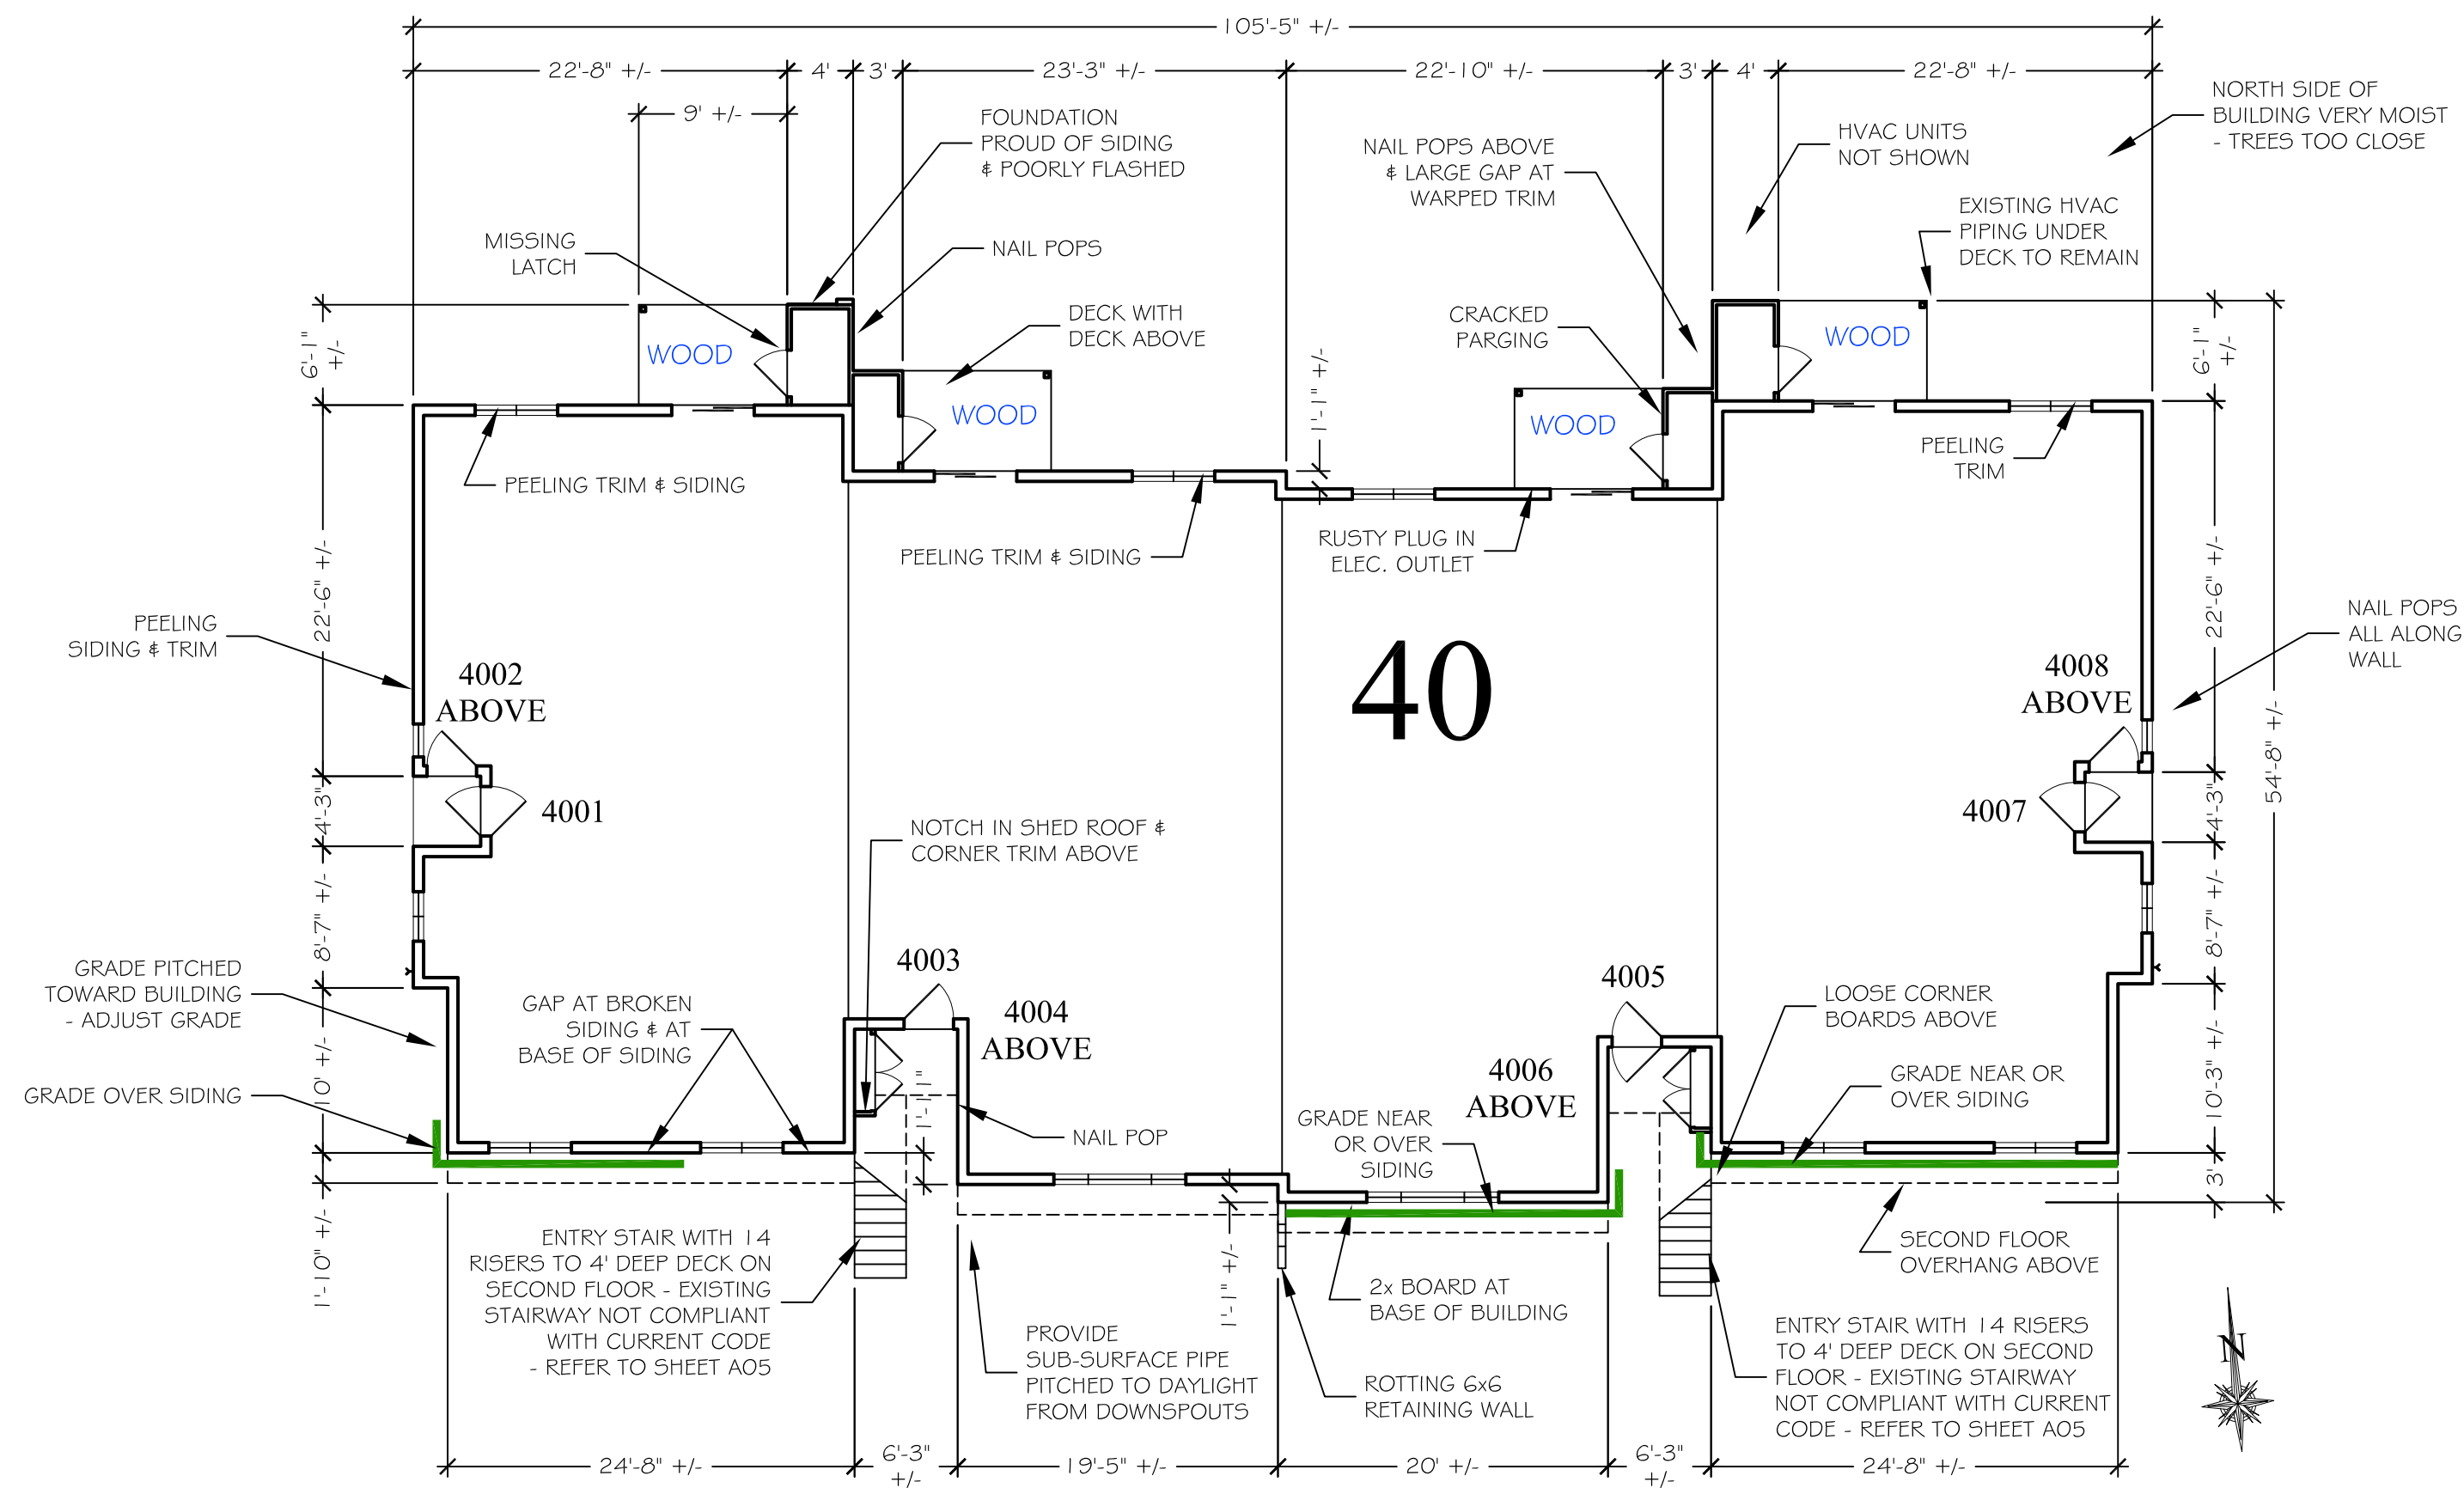 105'-5" +/-
22'-8" +/-
4'
3'
23'-3" +/-
22'-10" +/-
3'
4'
22'-8" +/-
9' +/-
NORTH SIDE OF
BUILDING VERY MOIST
- TREES TOO CLOSE
FOUNDATION
PROUD OF SIDING
& POORLY FLASHED
NAIL POPS ABOVE
& LARGE GAP AT
WARPED TRIM
HVAC UNITS
NOT SHOWN
EXISTING HVAC
PIPING UNDER
DECK TO REMAIN
MISSING
LATCH
NAIL POPS
DECK WITH
DECK ABOVE
CRACKED
PARGING
6'-1"
+/-
WOOD
WOOD
WOOD
WOOD
1'-1" +/-
6'-1"
+/-
PEELING TRIM & SIDING
PEELING TRIM & SIDING
RUSTY PLUG IN
ELEC. OUTLET
PEELING
TRIM
22'-6" +/-
22'-6" +/-
54'-8" +/-
PEELING
SIDING & TRIM
NAIL POPS
ALL ALONG
WALL
4002
ABOVE
40
4008
ABOVE
4001
4007
4'-3"
4'-3"
NOTCH IN SHED ROOF &
CORNER TRIM ABOVE
8'-7" +/-
8'-7" +/-
GRADE PITCHED
TOWARD BUILDING
- ADJUST GRADE
GAP AT BROKEN
SIDING & AT
BASE OF SIDING
4003
4004
ABOVE
4005
4006
ABOVE
LOOSE CORNER
BOARDS ABOVE
GRADE NEAR OR
OVER SIDING
10' +/-
10'-3" +/-
GRADE OVER SIDING
1'-11"
NAIL POP
GRADE NEAR
OR OVER
SIDING
3'
1'-10" +/-
1'-1" +/-
ENTRY STAIR WITH 14
RISERS TO 4' DEEP DECK ON
SECOND FLOOR - EXISTING
STAIRWAY NOT COMPLIANT
WITH CURRENT CODE
- REFER TO SHEET A05
PROVIDE
SUB-SURFACE PIPE
PITCHED TO DAYLIGHT
FROM DOWNSPOUTS
2x BOARD AT
BASE OF BUILDING
ROTTING 6x6
RETAINING WALL
SECOND FLOOR
OVERHANG ABOVE
ENTRY STAIR WITH 14 RISERS
TO 4' DEEP DECK ON SECOND
FLOOR - EXISTING STAIRWAY
NOT COMPLIANT WITH CURRENT
CODE - REFER TO SHEET A05
N
24'-8" +/-
6'-3"
+/-
19'-5" +/-
20' +/-
6'-3"
+/-
24'-8" +/-